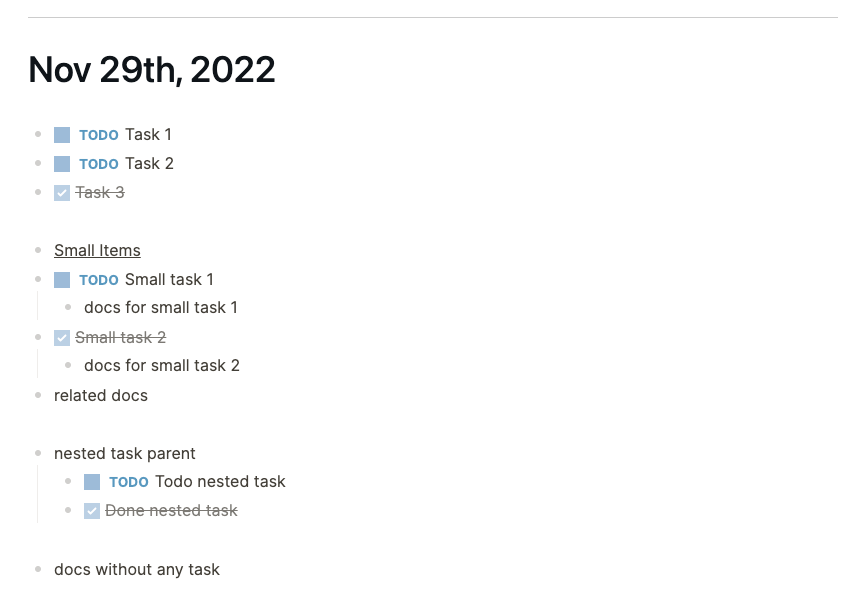 Nov 29th, 2022
TODO Task 1
TODO Task 2
Task 3
Small Items
TODO Small task 1
docs for small task 1
Small task 2
docs for small task 2
related docs
nested task parent
TODO Todo nested task
Done nested task
docs without any task